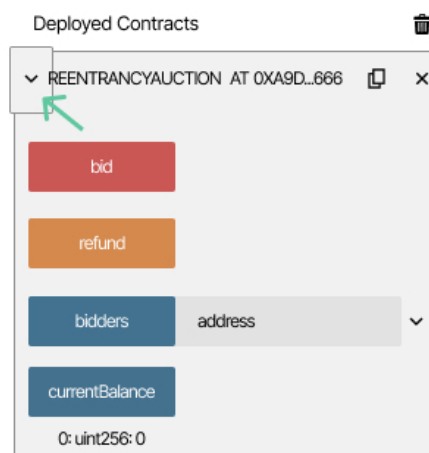 Deployed Contracts
REENTRANCYAUCTION AT 0XA9D...666
bid
refund
bidders address
currentBalance
0: uint256: 0